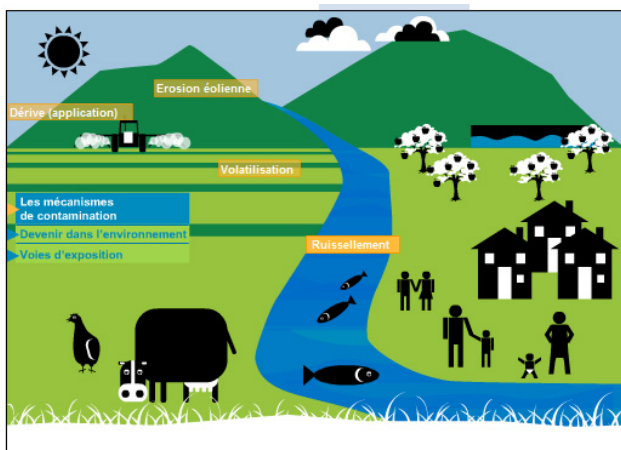 Erosion éolienne
Dérive (application)
Volatilisation
Les mécanismes
de contamination
Devenir dans l'environnement
Voies d'exposition
Ruissellement